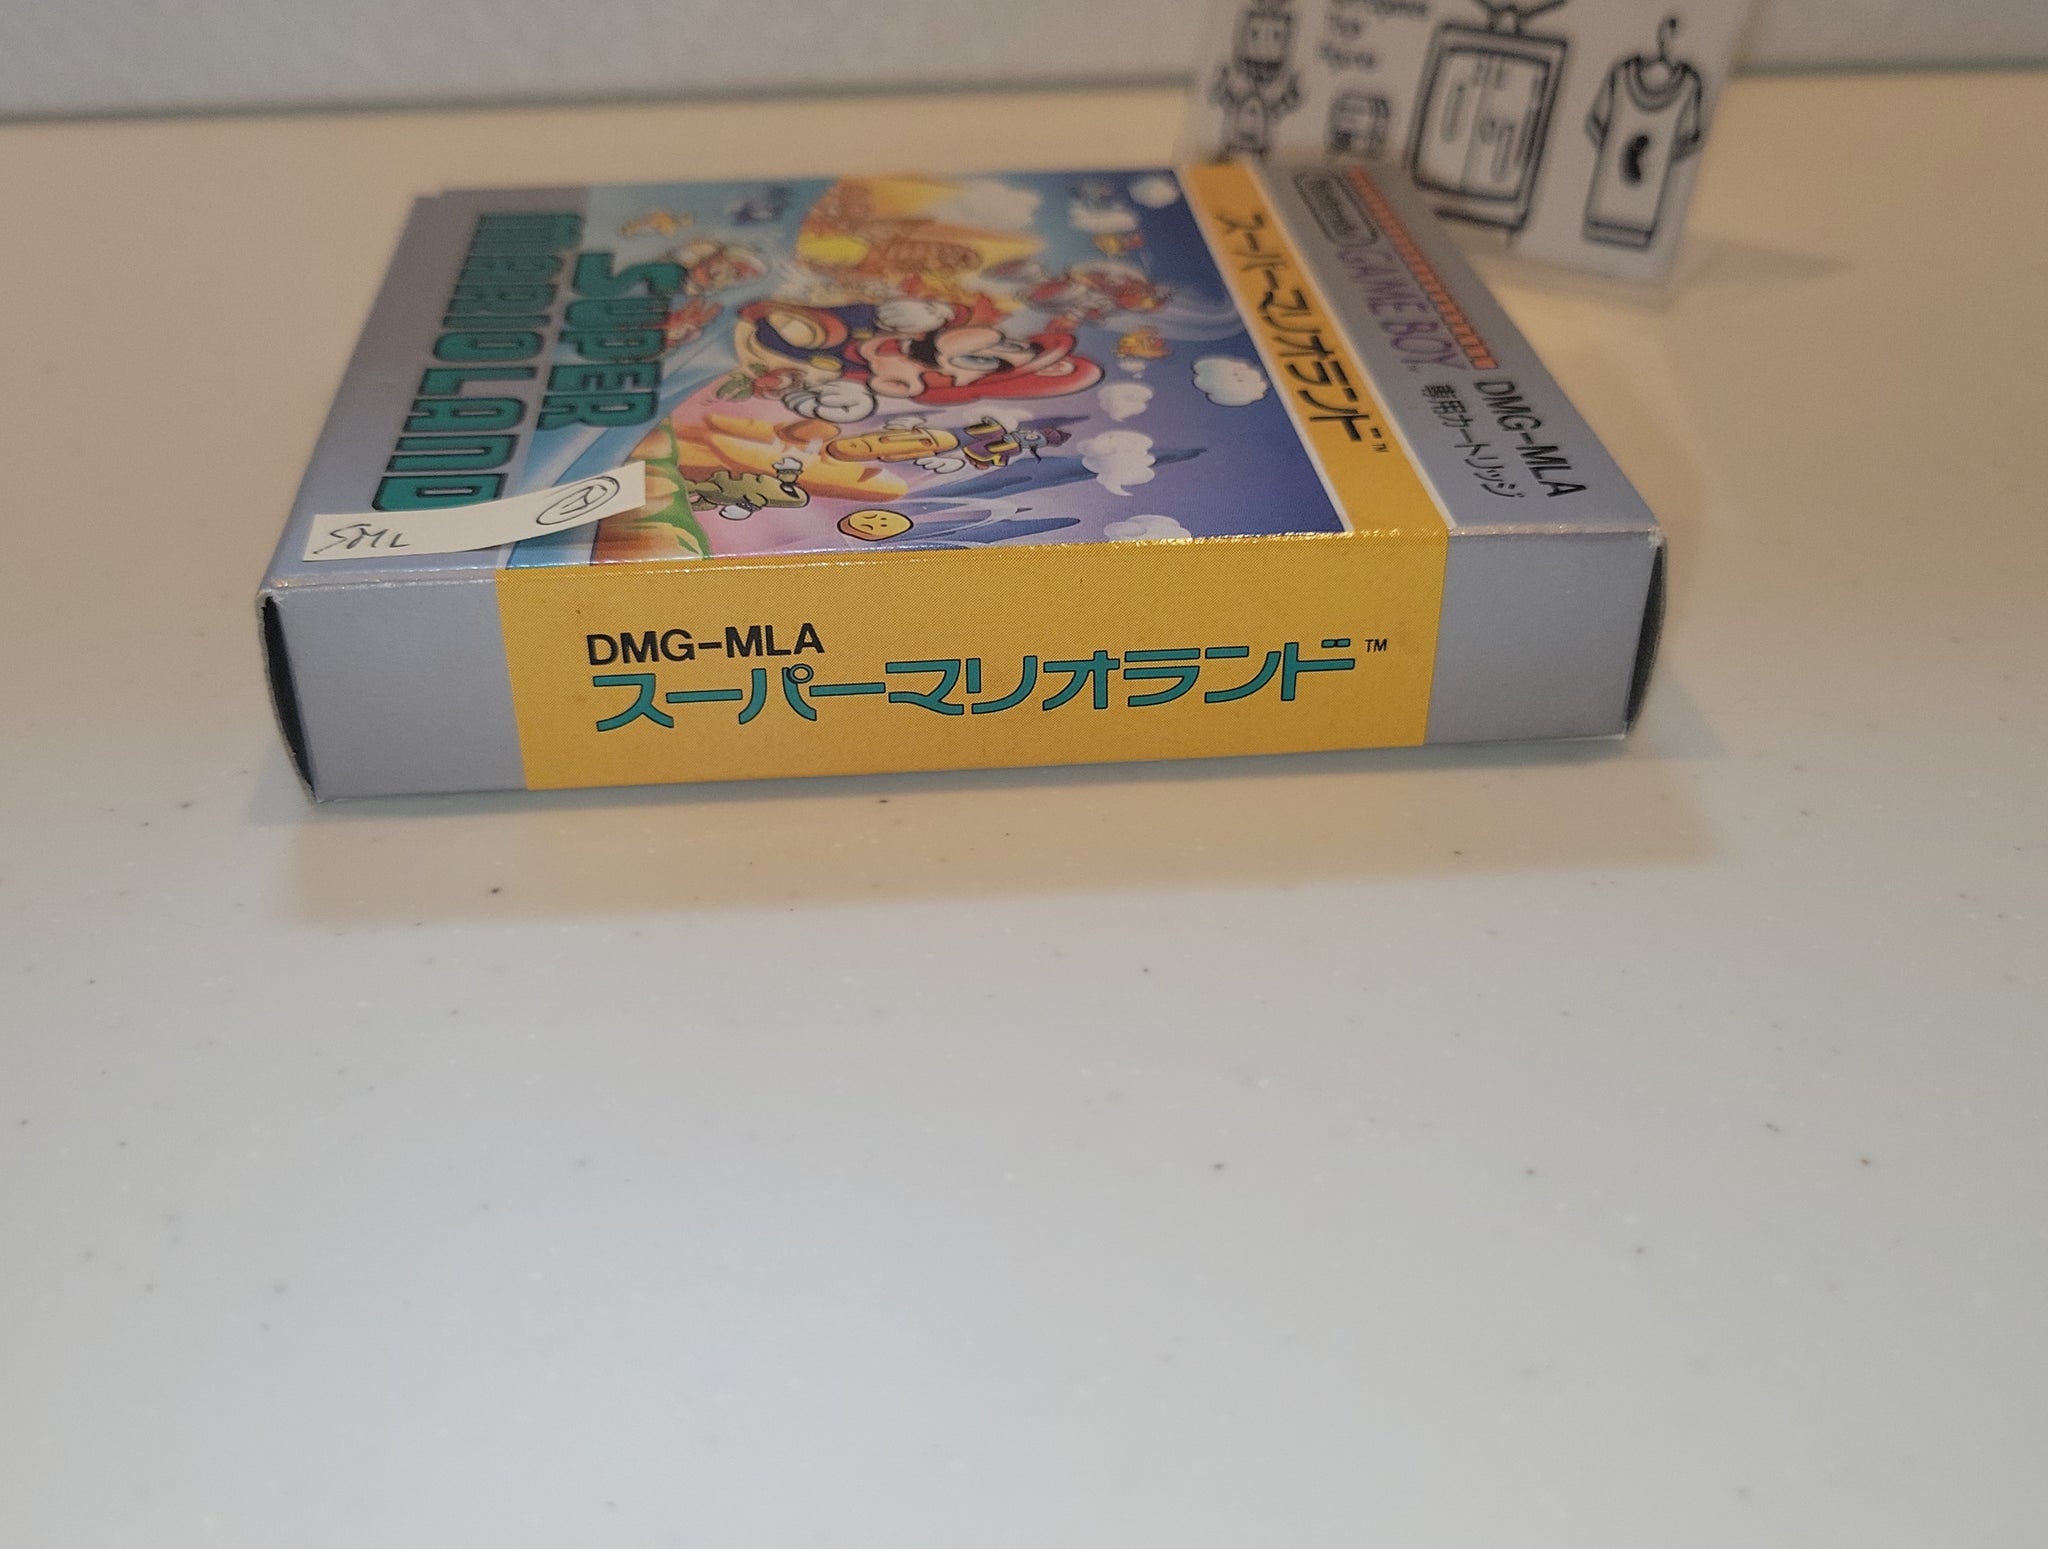 SUPER
MARIOLAND
スーパーマリオランド™
Nintendo GAME BOY™
専用カートリッジ
DMG-MLA
SML
DMG-MLA
スーパーマリオランド™